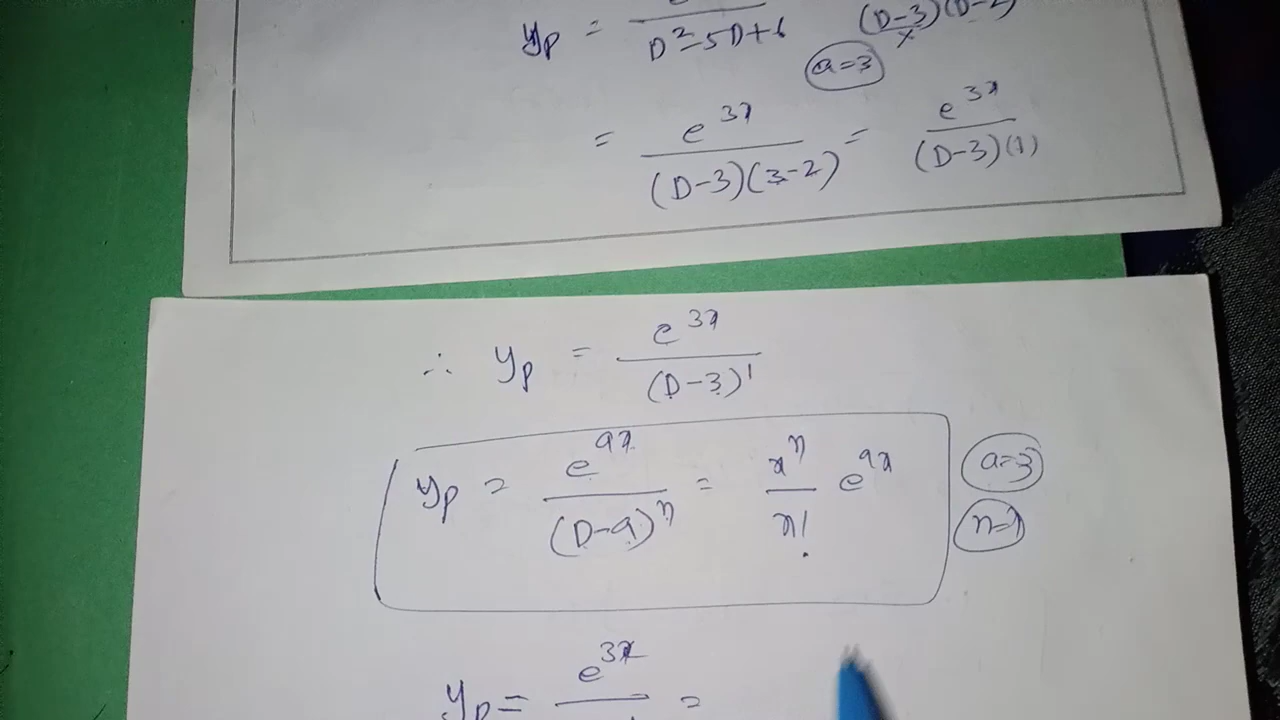 yp = / D²-5D+6 (D-3)(D-2)
a=3
= e^3x / (D-3)(3-2) = e^3x / (D-3)(1)
∴ yp = e^3x / (D-3)^1
yp = e^ax / (D-a)^n = x^n / n! e^ax a=3
n=1
yp = e^3x / =